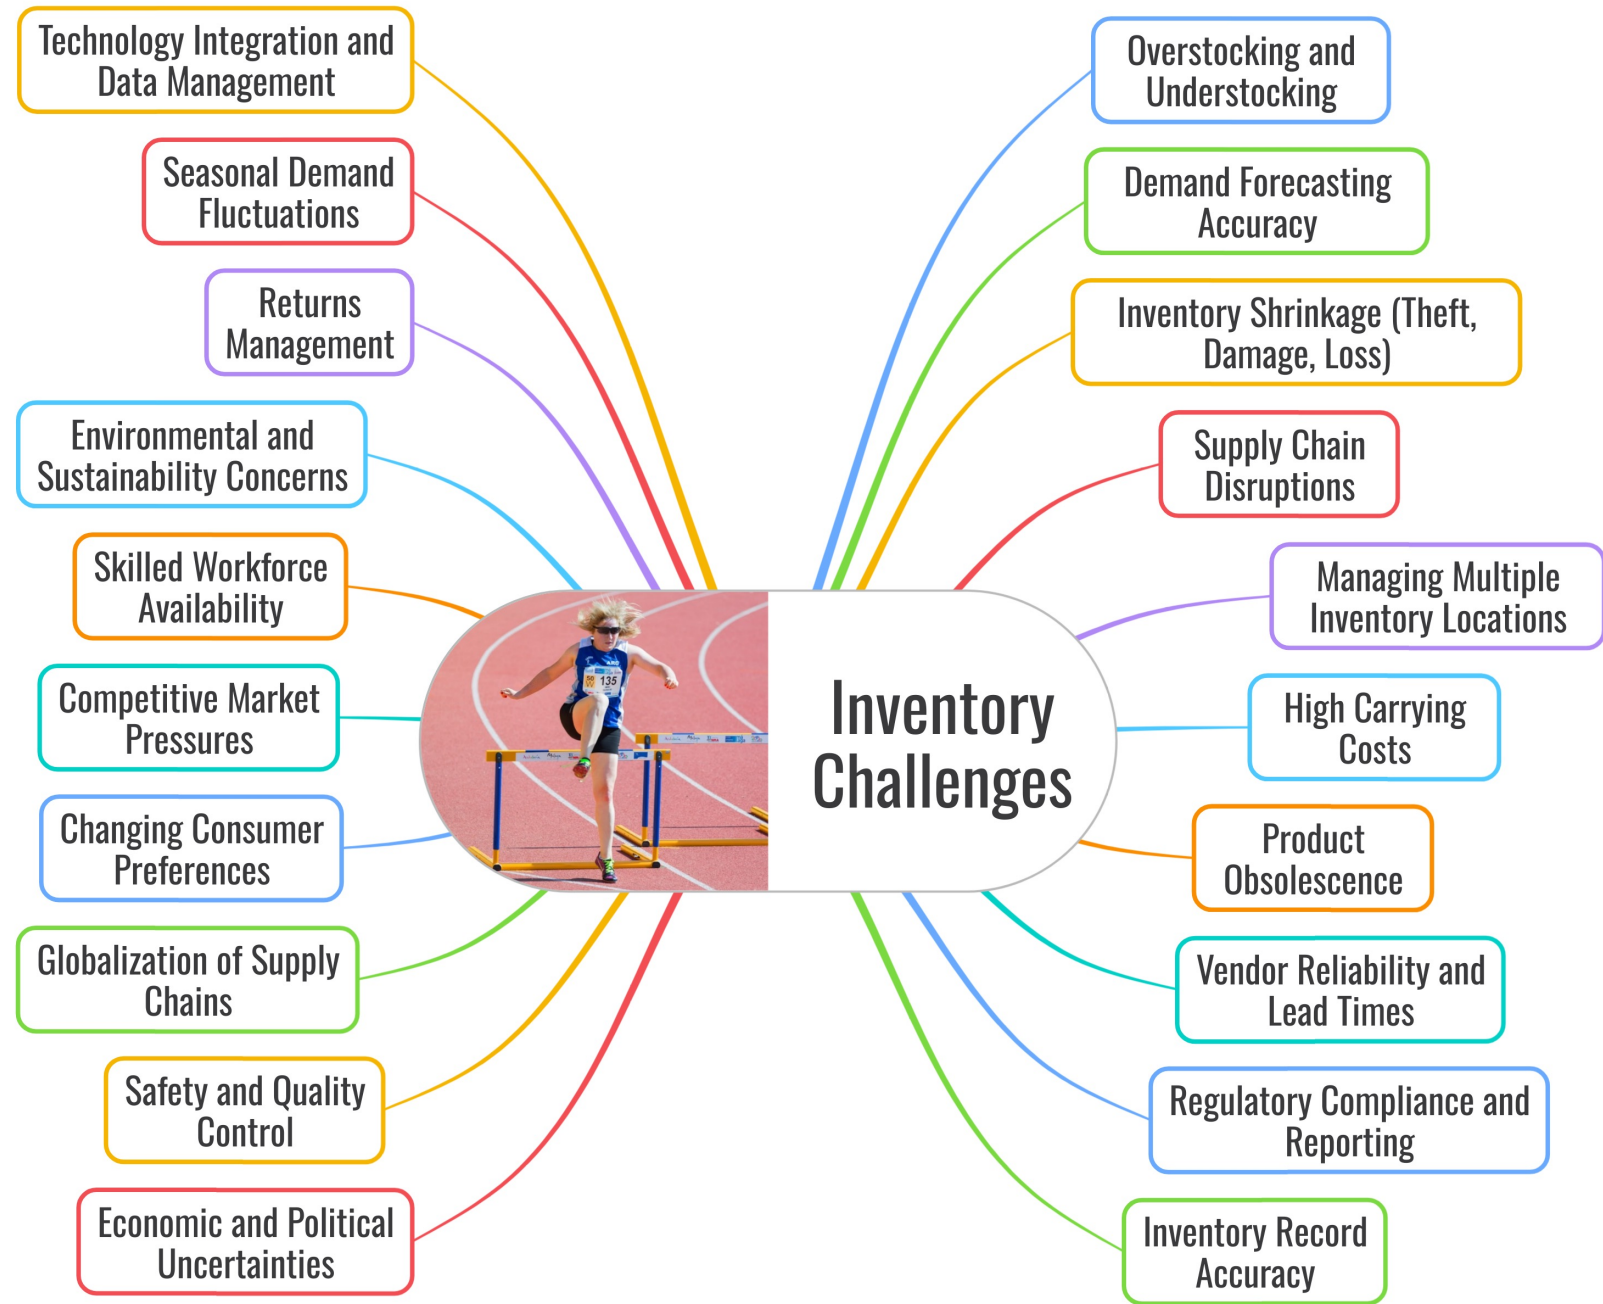 Technology Integration and
Data Management
Seasonal Demand
Fluctuations
Returns
Management
Environmental and
Sustainability Concerns
Skilled Workforce
Availability
Competitive Market
Pressures
Changing Consumer
Preferences
Globalization of Supply
Chains
Safety and Quality
Control
Economic and Political
Uncertainties
135
Inventory
Challenges
Overstocking and
Understocking
Demand Forecasting
Accuracy
Inventory Shrinkage (Theft,
Damage, Loss)
Supply Chain
Disruptions
Managing Multiple
Inventory Locations
High Carrying
Costs
Product
Obsolescence
Vendor Reliability and
Lead Times
Regulatory Compliance and
Reporting
Inventory Record
Accuracy